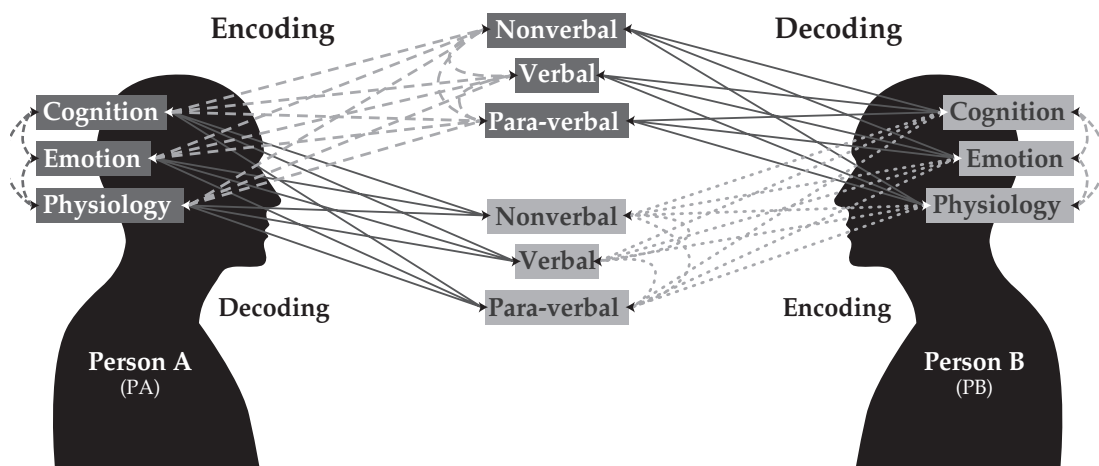 Encoding
Decoding
Nonverbal
Verbal
Para-verbal
Cognition
Emotion
Physiology
Cognition
Emotion
Physiology
Nonverbal
Verbal
Para-verbal
Decoding
Encoding
Person A
(PA)
Person B
(PB)